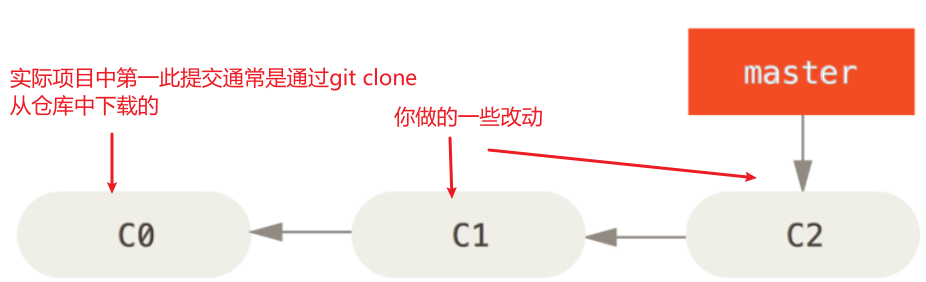 master
实际项目中第一此提交通常是通过git clone
从仓库中下载的
你做的一些改动
C0
C1
C2